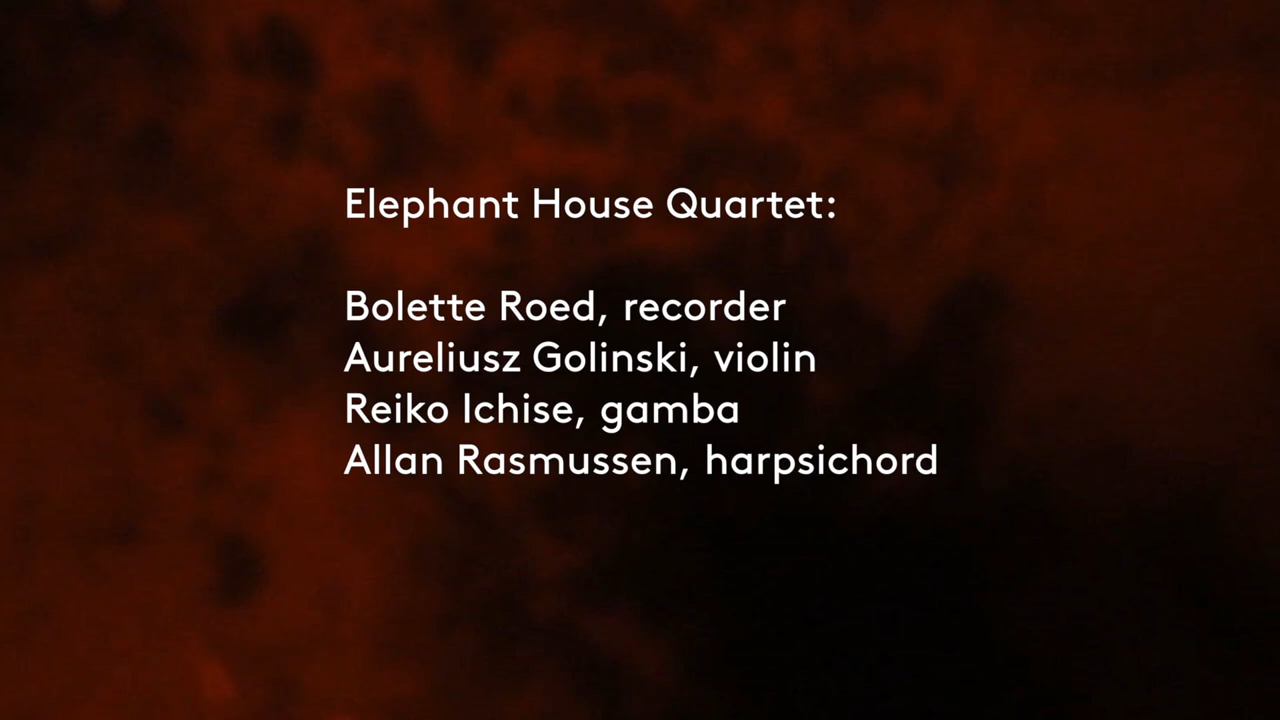 Elephant House Quartet:
Bolette Roed, recorder
Aureliusz Golinski, violin
Reiko Ichise, gamba
Allan Rasmussen, harpsichord